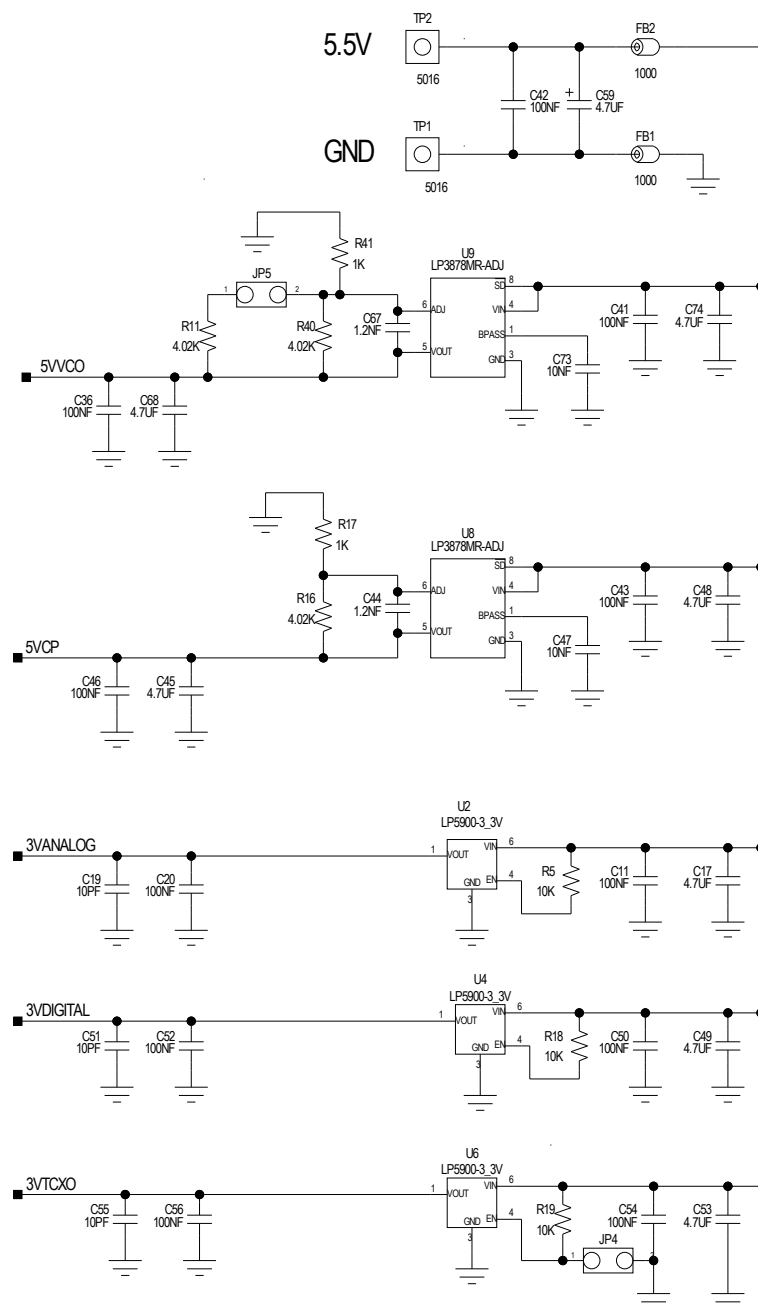 TP2
5.5V
FB2
5016
1000
C42
100NF
+
C59
4.7UF
TP1
FB1
GND
5016
1000
R41
1K
U9
LP3878MR-ADJ
JP5
1
2
R11
4.02K
R40
4.02K
C67
1.2NF
6
ADJ
5
VOUT
SD
8
VIN
4
BPASS
1
GND
3
C41
100NF
C74
4.7UF
C73
10NF
5VVCO
C36
100NF
C68
4.7UF
R17
1K
U8
LP3878MR-ADJ
R16
4.02K
C44
1.2NF
6
ADJ
5
VOUT
SD
8
VIN
4
BPASS
1
GND
3
C43
100NF
C48
4.7UF
C47
10NF
5VCP
C46
100NF
C45
4.7UF
U2
LP5900-3_3V
3VANALOG
1
VOUT
VIN
6
GND
EN
4
3
R5
10K
C11
100NF
C17
4.7UF
C19
10PF
C20
100NF
U4
LP5900-3_3V
3VDIGITAL
1
VOUT
VIN
6
GND
EN
4
3
R18
10K
C50
100NF
C49
4.7UF
C51
10PF
C52
100NF
U6
LP5900-3_3V
3VTCXO
1
VOUT
VIN
6
GND
EN
4
3
R19
10K
C54
100NF
C53
4.7UF
JP4
1
2
C55
10PF
C56
100NF